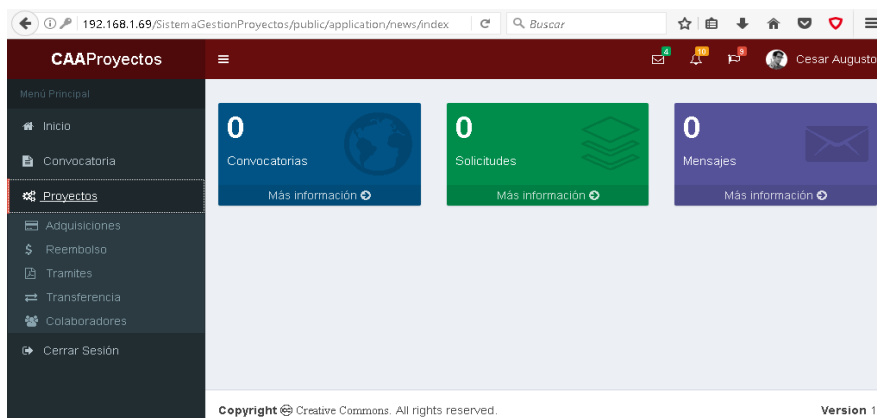 192.168.1.69/SistemaGestionProyectos/public/application/news/index
Buscar
CAAProyectos
4
10
9
Cesar Augusto
Menú Principal
Inicio
Convocatoria
Proyectos
Adquisiciones
Reembolso
Tramites
Transferencia
Colaboradores
Cerrar Sesión
0
Convocatorias
Más información
0
Solicitudes
Más información
0
Mensajes
Más información
Copyright Creative Commons. All rights reserved.
Version 1